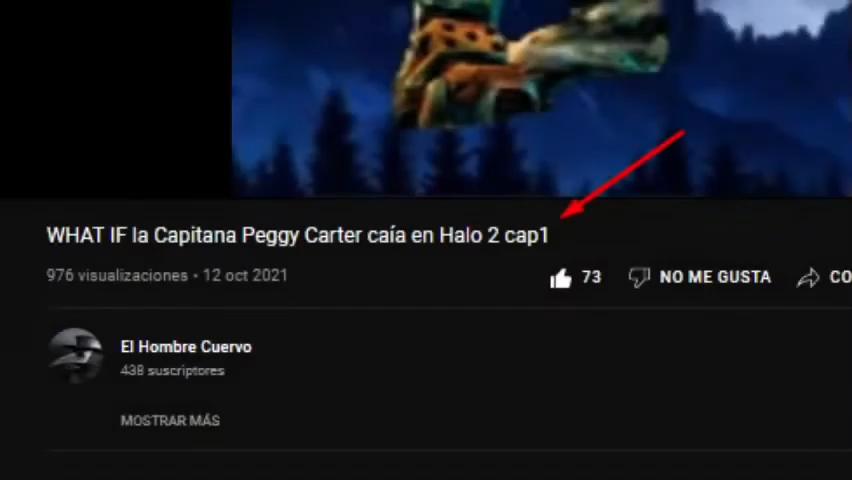 WHAT IF la Capitana Peggy Carter caía en Halo 2 cap1
976 visualizaciones • 12 oct 2021
73 NO ME GUSTA CO
El Hombre Cuervo
438 suscriptores
MOSTRAR MÁS